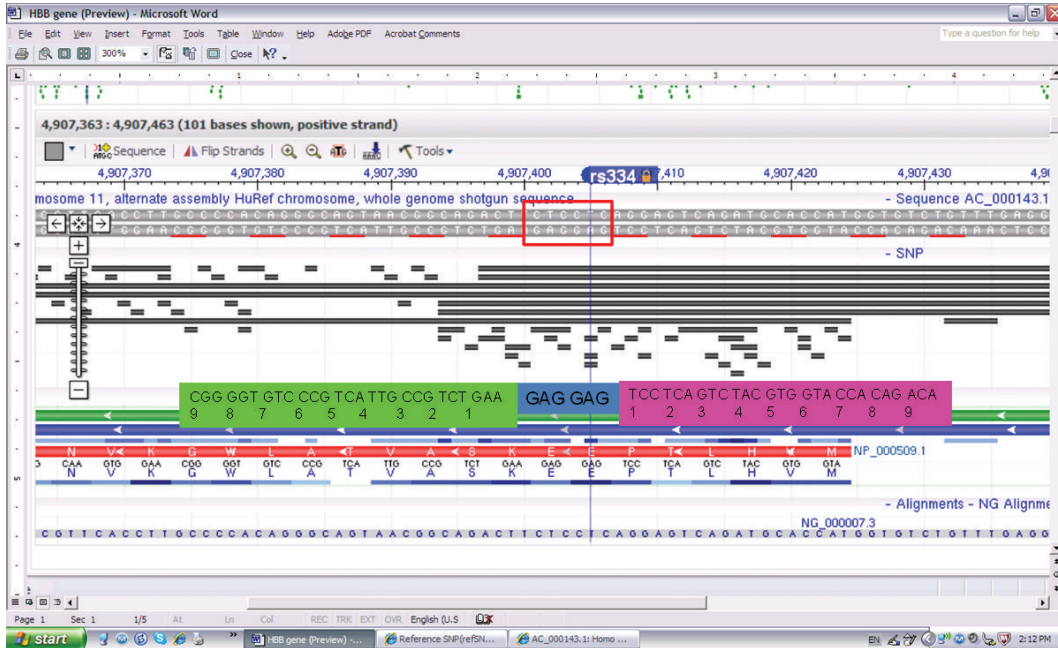 HBB gene (Preview) - Microsoft Word
File Edit View Insert Format Tools Table Window Help Adobe PDF Acrobat Comments
Type a question for help
300% Close
1 2 3 4
4,907,363 : 4,907,463 (101 bases shown, positive strand)
Sequence Flip Strands Tools
4,907,370 4,907,380 4,907,390 4,907,400 rs334 ,410 4,907,420 4,907,430 4,90
mosome 11, alternate assembly HuRef chromosome, whole genome shotgun sequence - Sequence AC_000143.1
- SNP
CGG GGT GTC CCG TCA TTG CCG TCT GAA GAG GAG TCC TCA GTC TAC GTG GTA CCA CAG ACA
9 8 7 6 5 4 3 2 1 1 2 3 4 5 6 7 8 9
N V K G W L A T V A S K E E P T L H V M NP_000509.1
CAA GTG GAA CGG GGT GTC CCG TCA TTG CCG TCT GAA GAG GAG TCC TCA GTC TAC GTG GTA
N V K G W L A T V A S K E E P T L H V M
- Alignments - NG Alignme
NG_000007.3
C G T T C A C C T T G C C C C A C A G G G C A G T A A C G G C A G A C T T C T C C T C A G G A G T C A G A T G C A C C A T G G T G T C T G T T T G A G G
Page 1 Sec 1 1/5 At Ln Col REC TRK EXT OVR English (U.S
start HBB gene (Preview) -... Reference SNP(refSN... AC_000143.1: Homo ... EN 2:12 PM